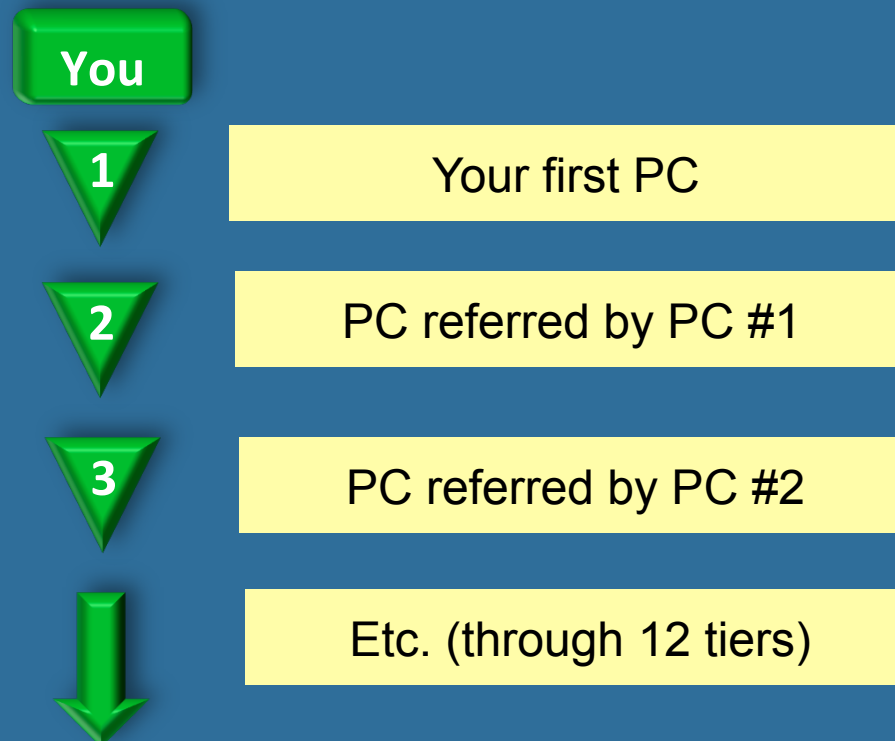 You
1
Your first PC
2
PC referred by PC #1
3
PC referred by PC #2
Etc. (through 12 tiers)